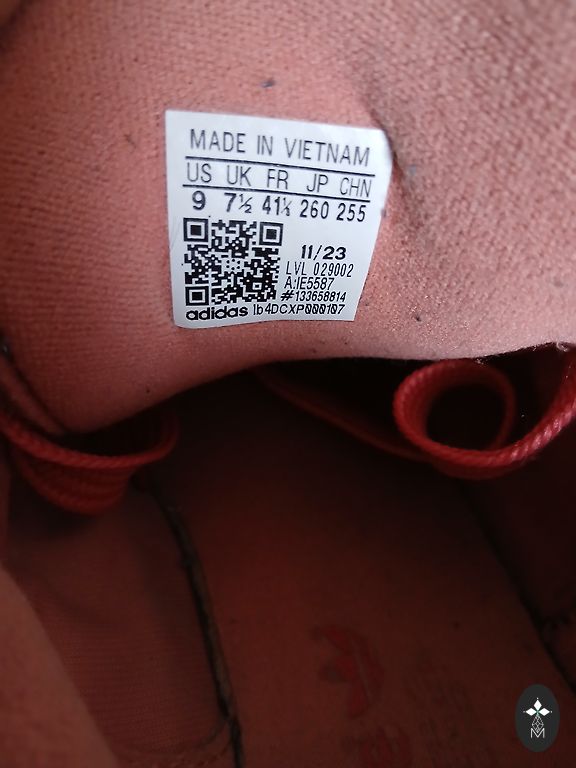 MADE IN VIETNAM
US UK FR JP CHN
9 7½ 41⅓ 260 255
11/23
LVL 029002
A:IE5587
#133658814
adidas lb4DCXP000107
M